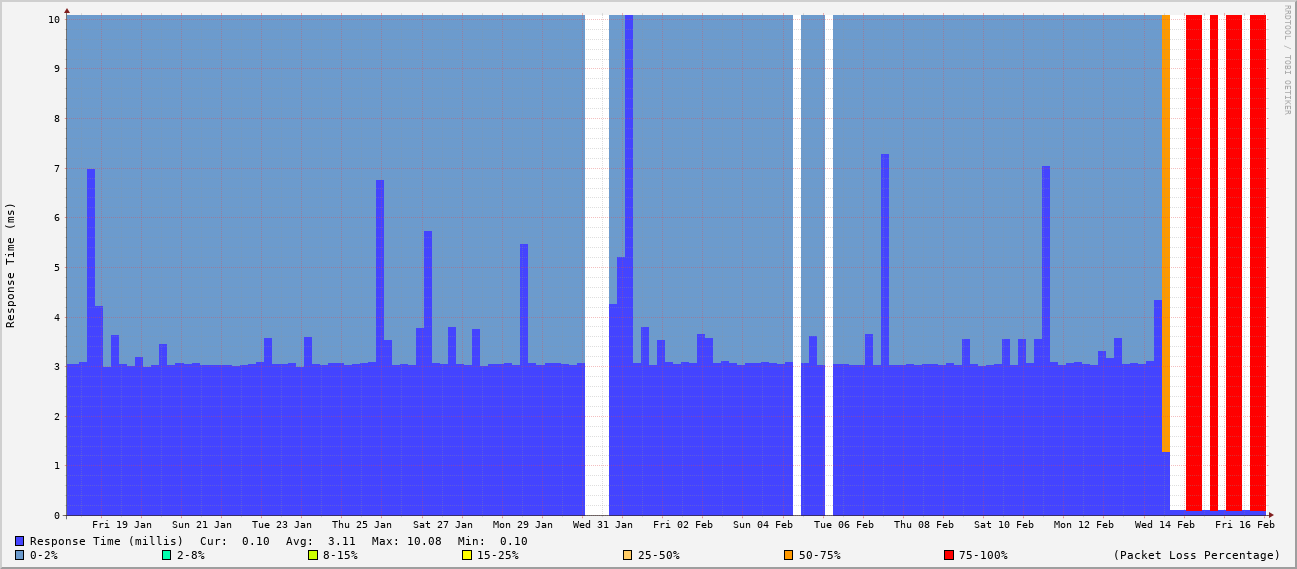 RRDTOOL / TOBI OETIKER
Response Time (ms)
10
9
8
7
6
5
4
3
2
1
0
Fri 19 Jan Sun 21 Jan Tue 23 Jan Thu 25 Jan Sat 27 Jan Mon 29 Jan Wed 31 Jan Fri 02 Feb Sun 04 Feb Tue 06 Feb Thu 08 Feb Sat 10 Feb Mon 12 Feb Wed 14 Feb Fri 16 Feb
Response Time (millis) Cur: 0.10 Avg: 3.11 Max: 10.08 Min: 0.10
0-2% 2-8% 8-15% 15-25% 25-50% 50-75% 75-100% (Packet Loss Percentage)